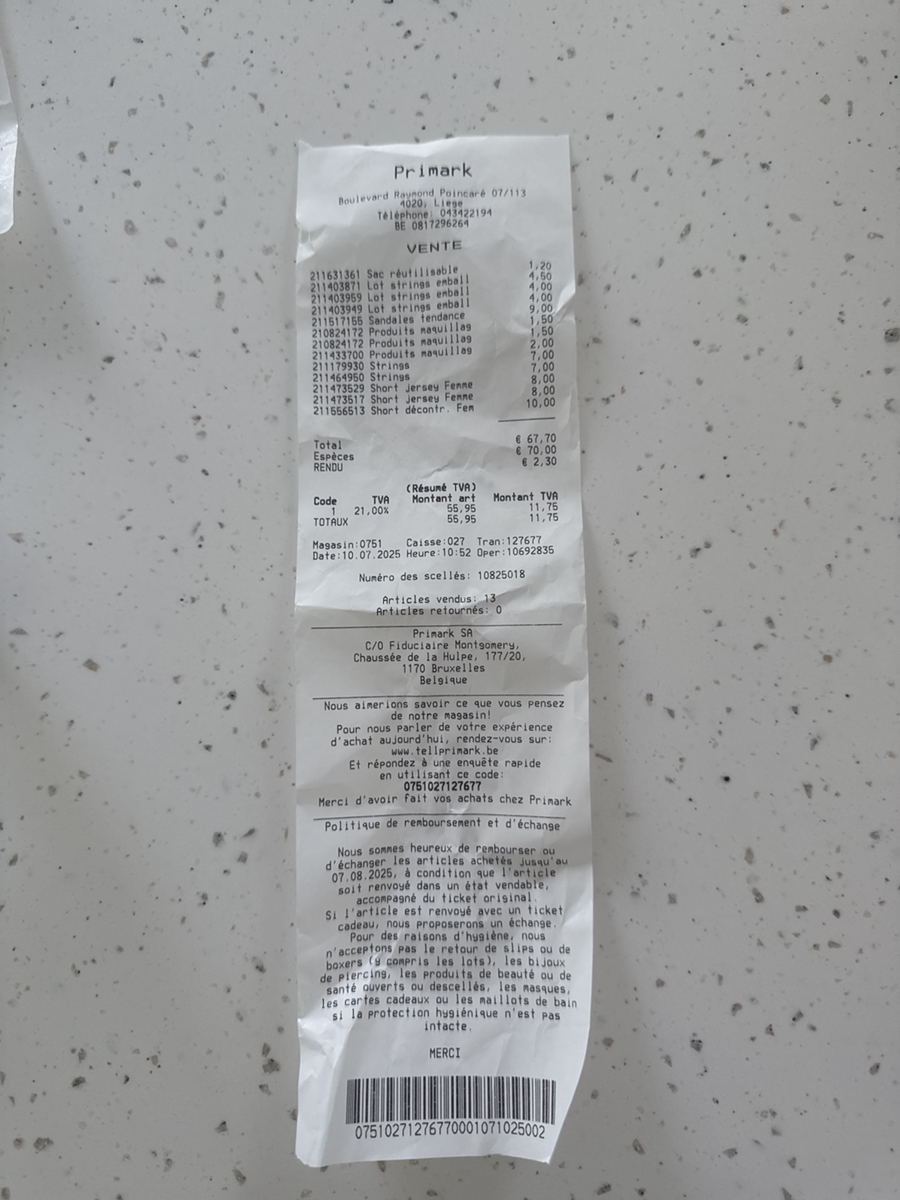 Primark
Boulevard Raymond Poincaré 07/113
4020, Liege
Téléphone: 043422194
BE 0817296264
VENTE
211631361 Sac réutilisable 1,20
211403871 Lot strings emball 4,50
211403959 Lot strings emball 4,00
211403949 Lot strings emball 4,00
211517155 Sandales tendance 9,00
210824172 Produits maquillag 1,50
210824172 Produits maquillag 1,50
211433700 Produits maquillag 2,00
211179930 Strings 7,00
211464950 Strings 7,00
211473529 Short Jersey Femme 8,00
211473517 Short Jersey Femme 8,00
211556513 Short décontr. Fem 10,00
Total € 67,70
Espèces € 70,00
RENDU € 2,30
(Résumé TVA)
Code TVA Montant art Montant TVA
1 21,00% 55,95 11,75
TOTAUX 55,95 11,75
Magasin:0751 Caisse:027 Tran:127677
Date:10.07.2025 Heure:10:52 Oper:10692835
Numéro des scellés: 10825018
Articles vendus: 13
Articles retournés: 0
Primark SA
C/O Fiduciaire Montgomery,
Chaussée de la Hulpe, 177/20,
1170 Bruxelles
Belgique
Nous aimerions savoir ce que vous pensez
de notre magasin!
Pour nous parler de votre expérience
d'achat aujourd'hui, rendez-vous sur:
www.tellprimark.be
Et répondez à une enquête rapide
en utilisant ce code:
0751027127677
Merci d'avoir fait vos achats chez Primark
Politique de remboursement et d'échange
Nous sommes heureux de rembourser ou
d'échanger les articles achetés jusqu'au
07.08.2025, à condition que l'article
soit renvoyé dans un état vendable,
accompagné du ticket original.
Si l'article est renvoyé avec un ticket
cadeau, nous proposerons un échange.
Pour des raisons d'hygiène, nous
n'acceptons pas le retour de slips ou de
boxers (y compris les lots), les bijoux
de piercing, les produits de beauté ou de
santé ouverts ou descellés, les masques,
les cartes cadeaux ou les maillots de bain
si la protection hygiénique n'est pas
intacte.
MERCI
0751027127677000107102500​2